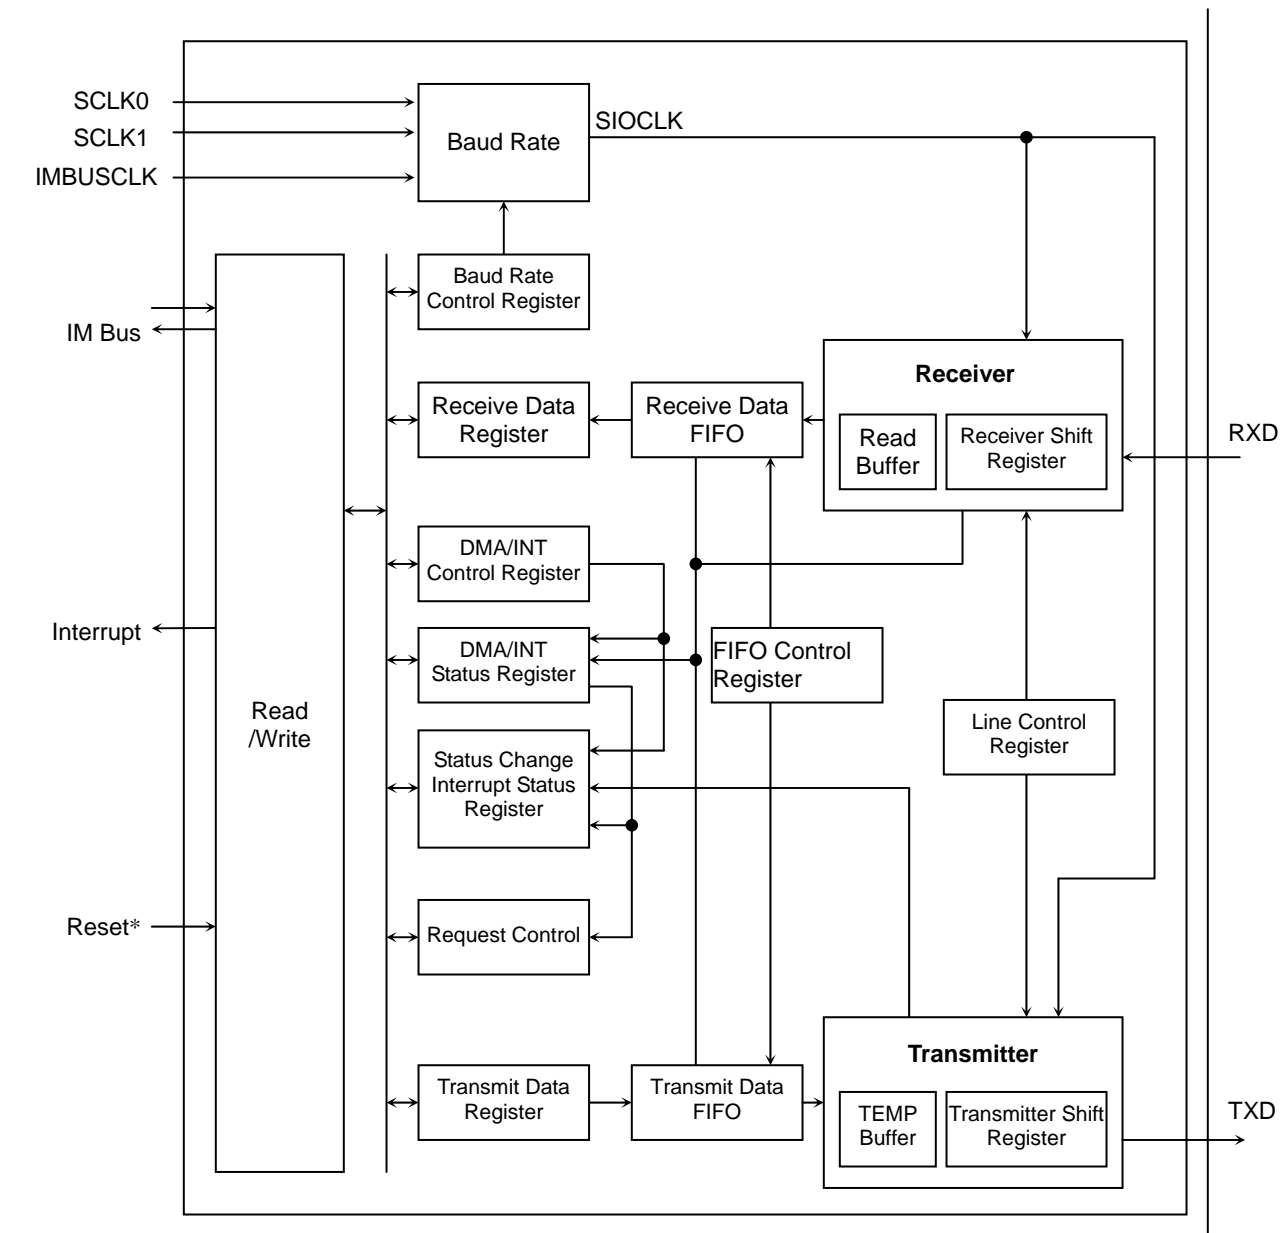 SCLK0
SCLK1
IMBUSCLK
Baud Rate
SIOCLK
Baud Rate
Control Register
IM Bus
Receiver
Receive Data
Register
Receive Data
FIFO
Read
Buffer
Receiver Shift
Register
RXD
DMA/INT
Control Register
Interrupt
DMA/INT
Status Register
FIFO Control
Register
Read
/Write
Line Control
Register
Status Change
Interrupt Status
Register
Reset*
Request Control
Transmitter
Transmit Data
Register
Transmit Data
FIFO
TEMP
Buffer
Transmitter Shift
Register
TXD